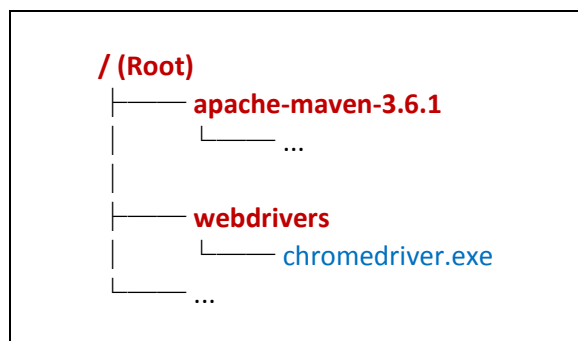 / (Root)
apache-maven-3.6.1
...
webdrivers
chromedriver.exe
...